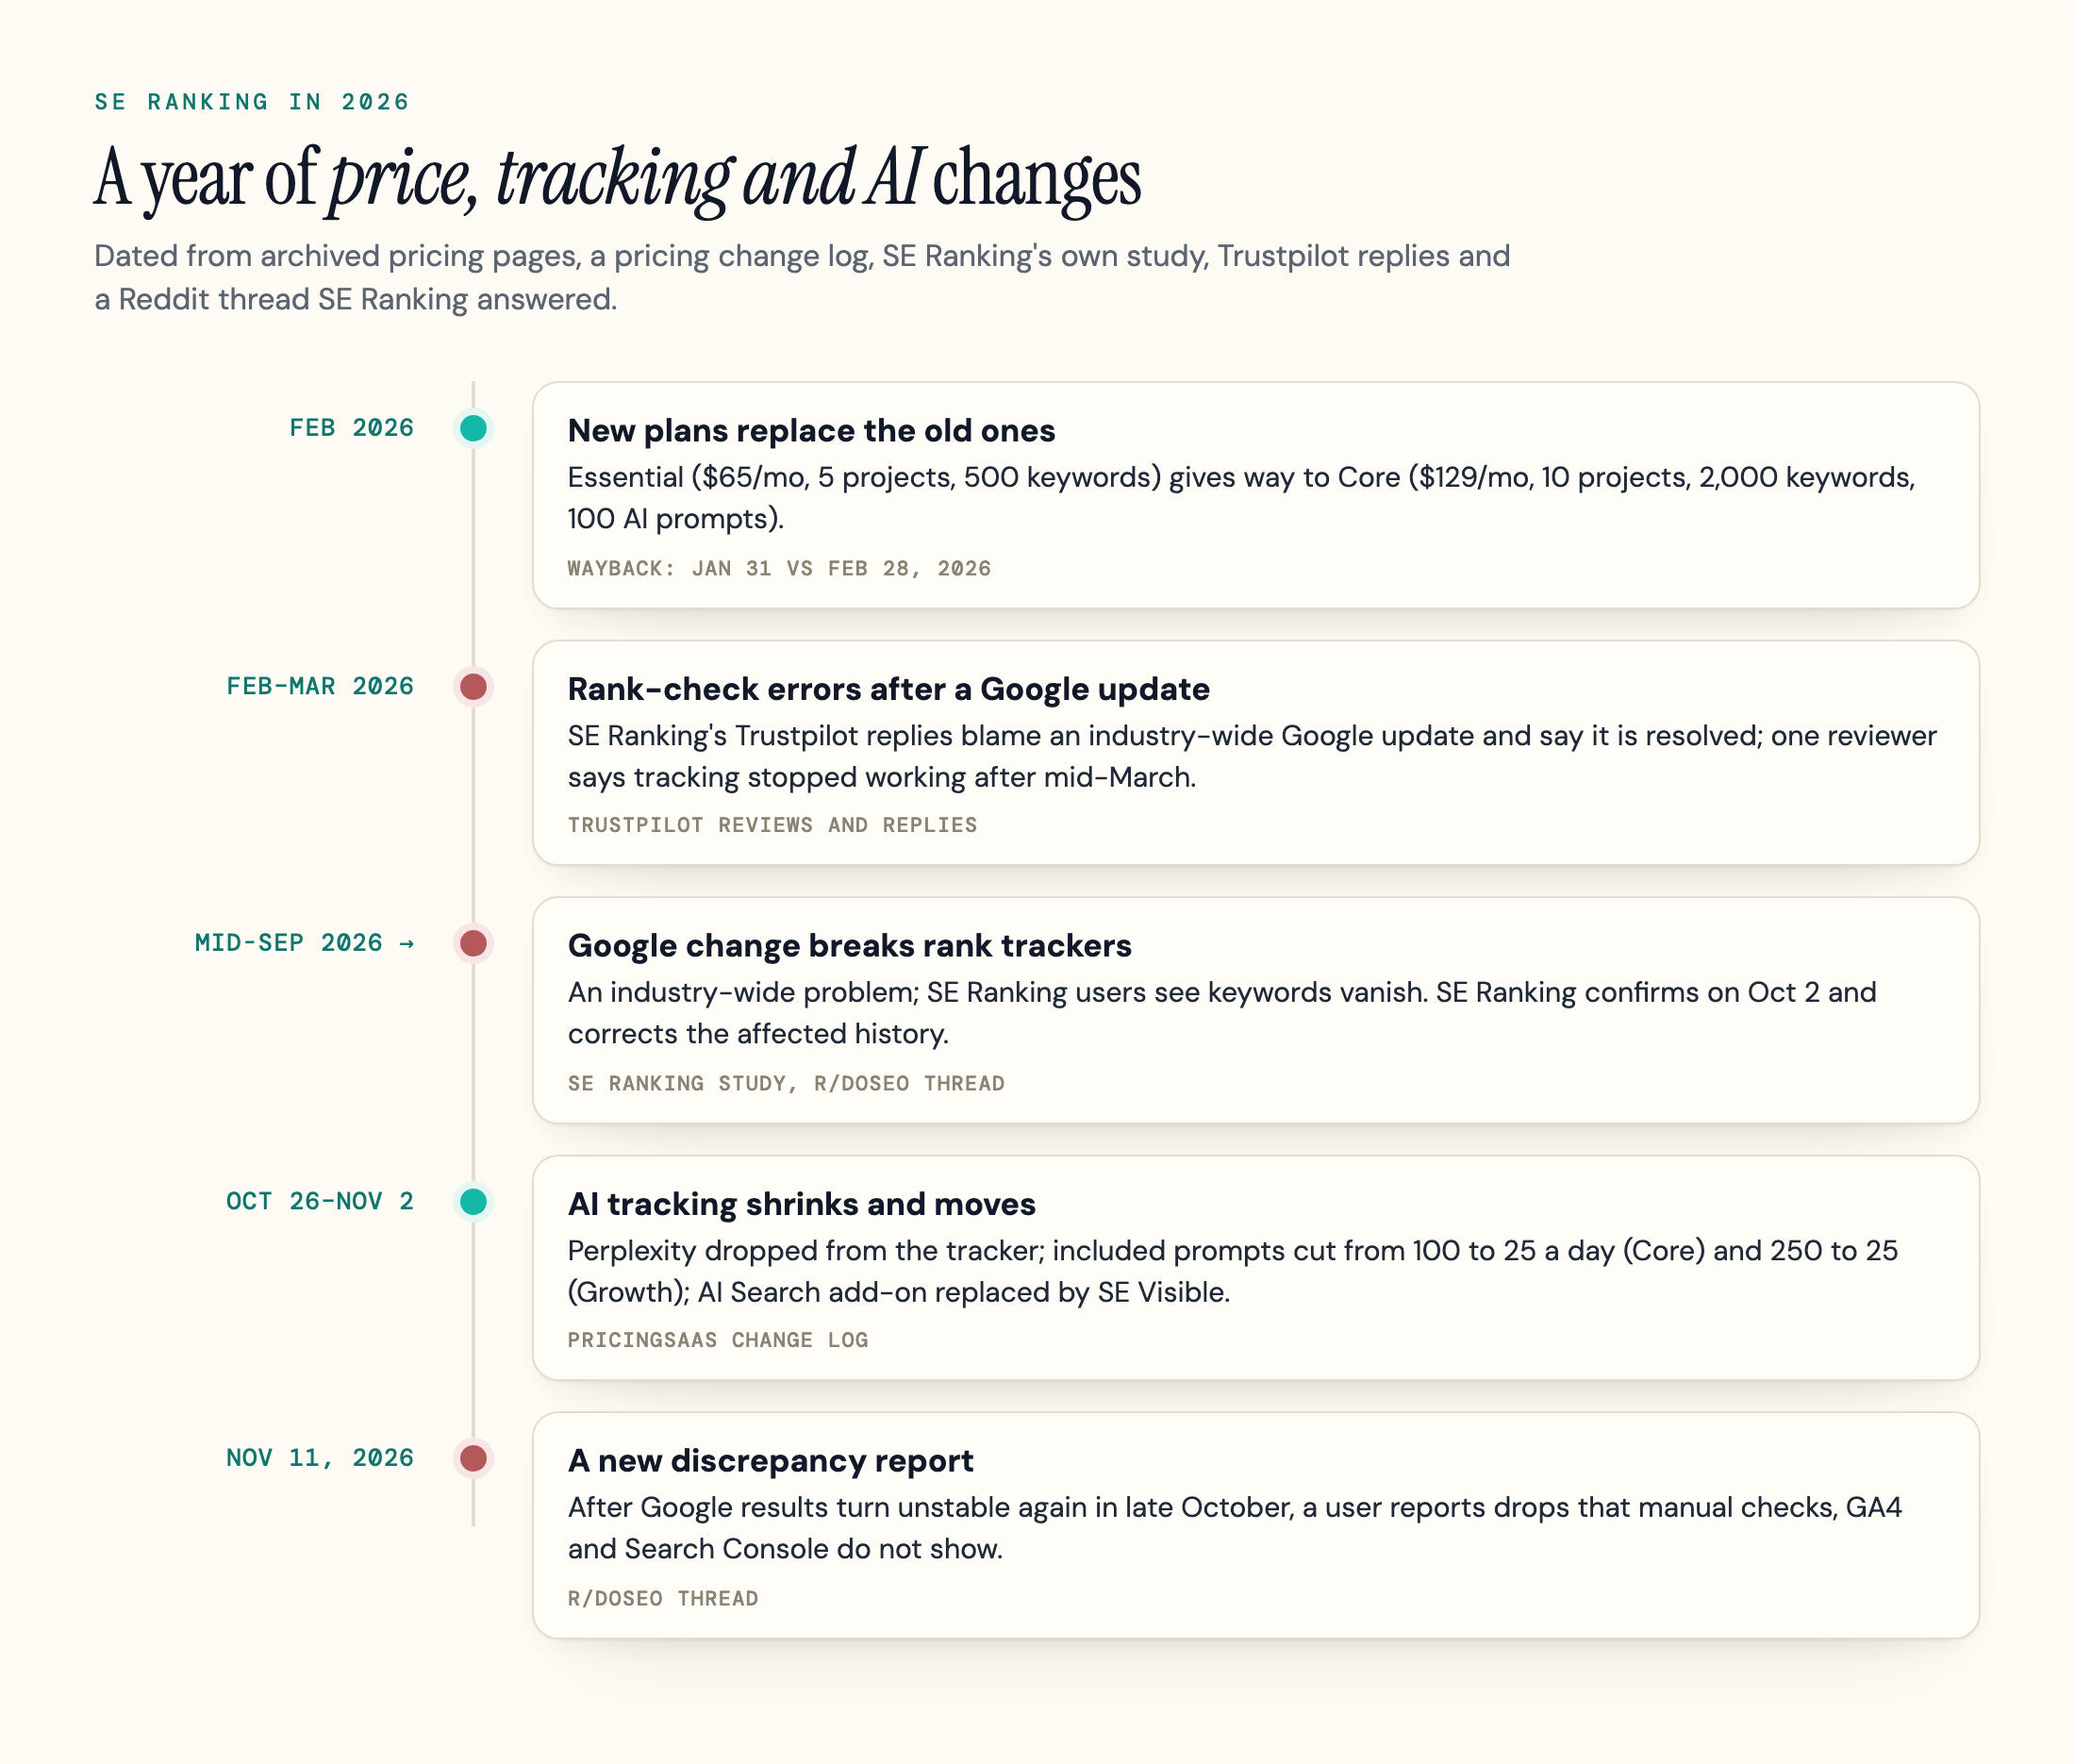 SE RANKING IN 2026
A year of price, tracking and AI changes
Dated from archived pricing pages, a pricing change log, SE Ranking's own study, Trustpilot replies and
a Reddit thread SE Ranking answered.
FEB 2026
New plans replace the old ones
Essential ($65/mo, 5 projects, 500 keywords) gives way to Core ($129/mo, 10 projects, 2,000 keywords,
100 AI prompts).
WAYBACK: JAN 31 VS FEB 28, 2026
FEB–MAR 2026
Rank-check errors after a Google update
SE Ranking's Trustpilot replies blame an industry-wide Google update and say it is resolved; one reviewer
says tracking stopped working after mid-March.
TRUSTPILOT REVIEWS AND REPLIES
MID-SEP 2026 →
Google change breaks rank trackers
An industry-wide problem; SE Ranking users see keywords vanish. SE Ranking confirms on Oct 2 and
corrects the affected history.
SE RANKING STUDY, R/DOSEO THREAD
OCT 26–NOV 2
AI tracking shrinks and moves
Perplexity dropped from the tracker; included prompts cut from 100 to 25 a day (Core) and 250 to 25
(Growth); AI Search add-on replaced by SE Visible.
PRICINGSAAS CHANGE LOG
NOV 11, 2026
A new discrepancy report
After Google results turn unstable again in late October, a user reports drops that manual checks, GA4
and Search Console do not show.
R/DOSEO THREAD